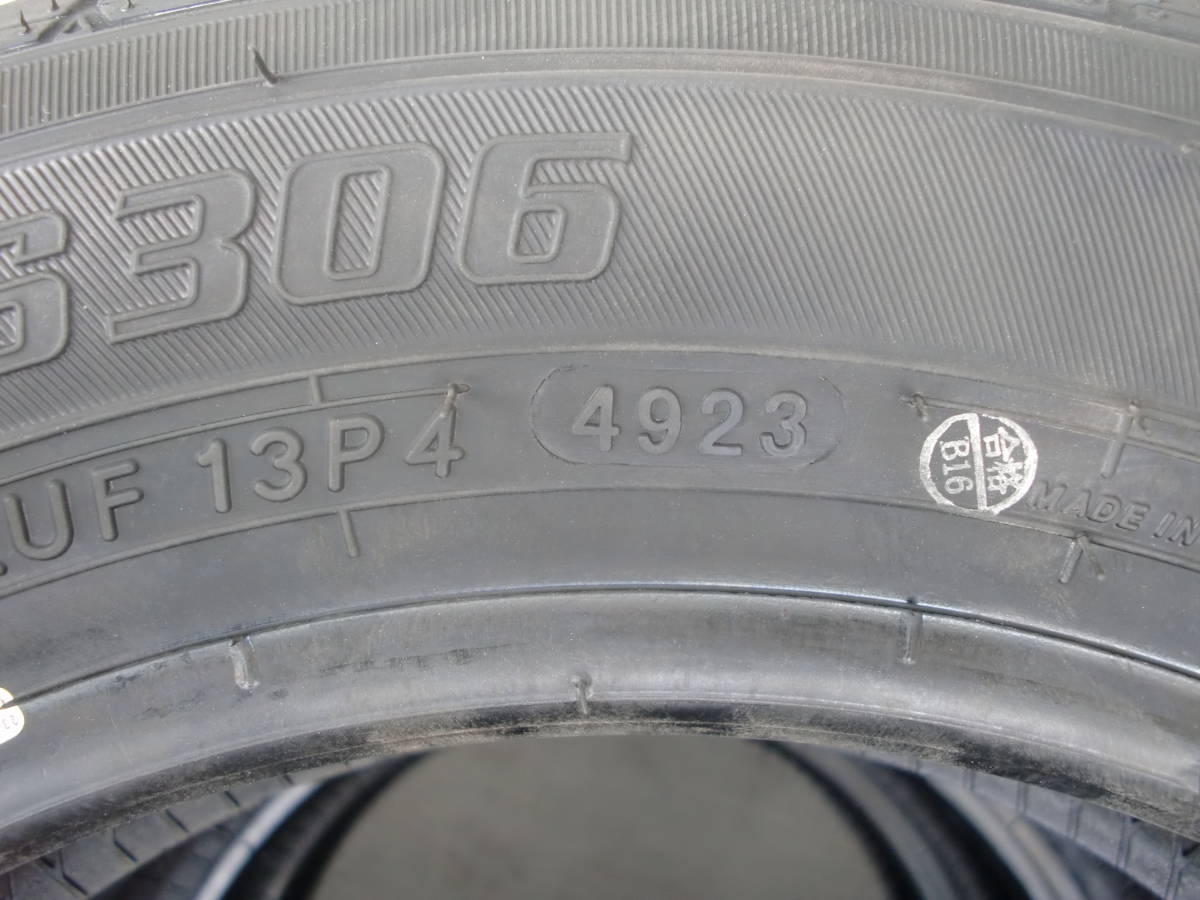 S306
UF 13P4 4923
合格
B16
MADE IN